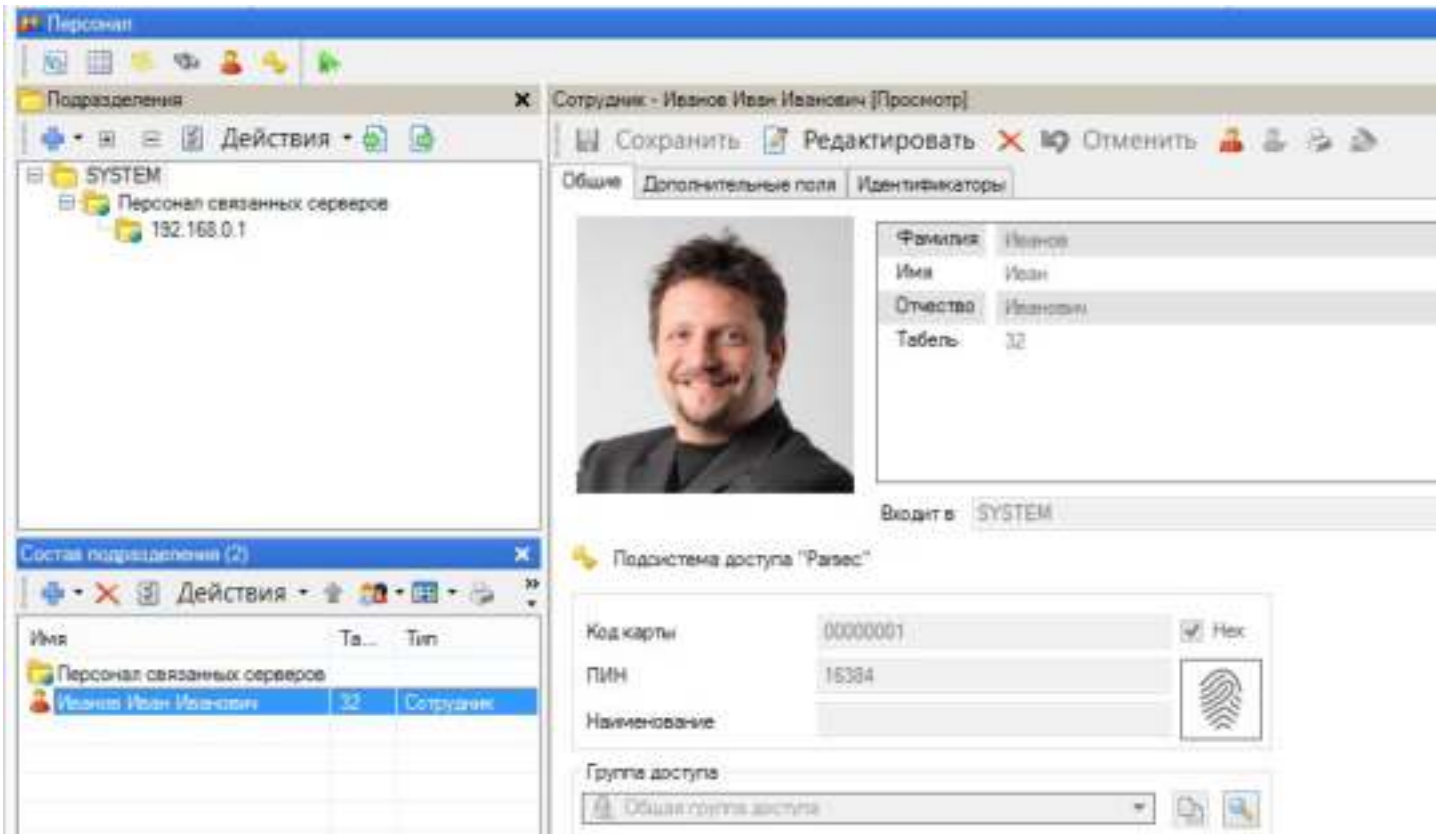 Персонал
Подразделения
Действия
SYSTEM
Персонал связанных серверов
192.168.0.1
Состав подразделения (2)
Действия
Имя Та... Тип
Персонал связанных серверов
Иванов Иван Иванович 32 Сотрудник
Сотрудник - Иванов Иван Иванович [Просмотр]
Сохранить Редактировать Отменить
Общие Дополнительные поля Идентификаторы
Фамилия Иванов
Имя Иван
Отчество Иванович
Табель 32
Входит в SYSTEM
Подсистема доступа "Parsec"
Код карты 00000001 Hex
ПИН 16384
Наименование
Группа доступа
Общая группа доступа